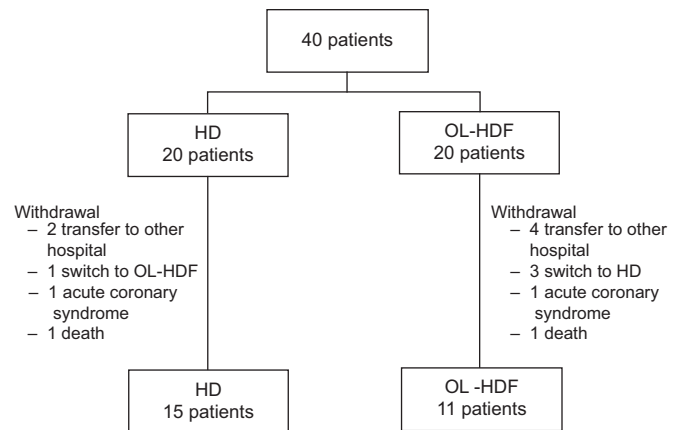 40 patients
HD
20 patients
OL-HDF
20 patients
Withdrawal
– 2 transfer to other
hospital
– 1 switch to OL-HDF
– 1 acute coronary
syndrome
– 1 death
Withdrawal
– 4 transfer to other
hospital
– 3 switch to HD
– 1 acute coronary
syndrome
– 1 death
HD
15 patients
OL -HDF
11 patients